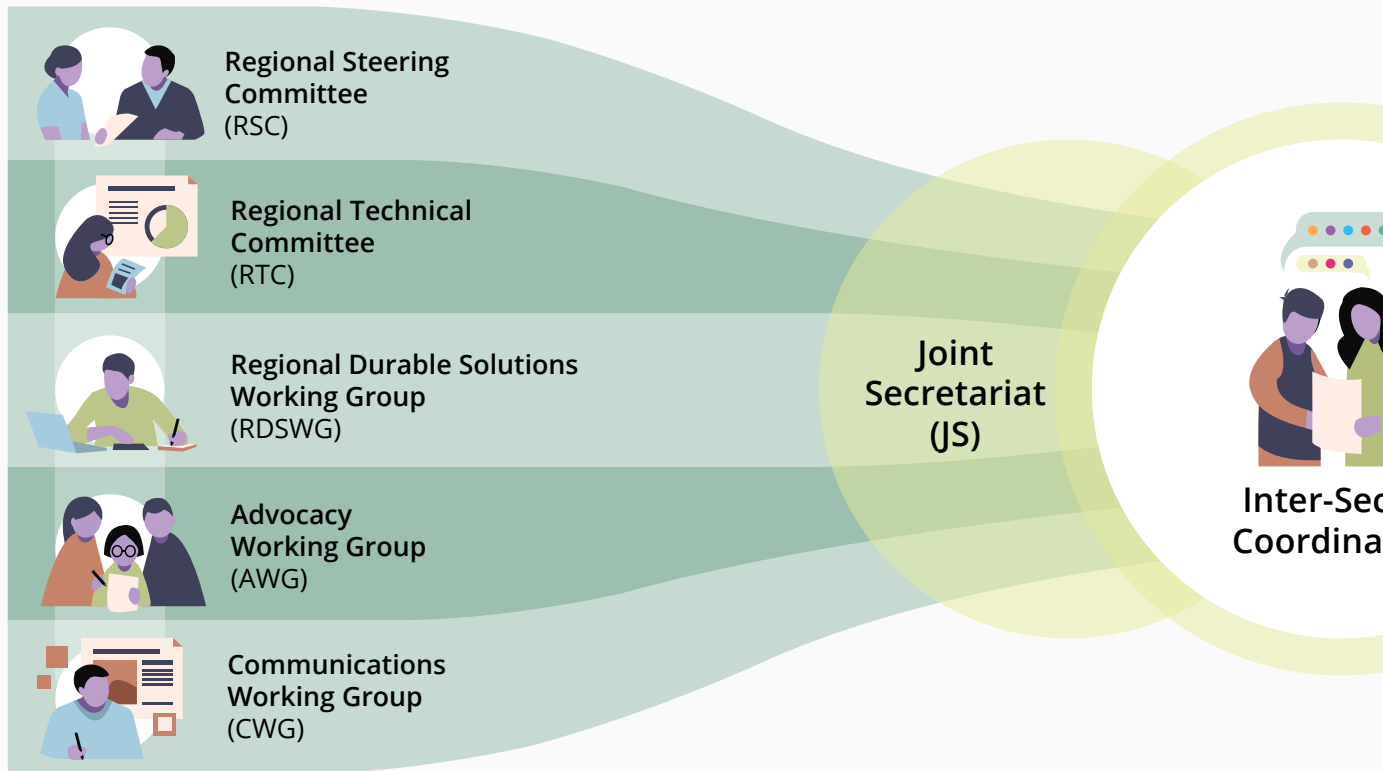 Regional Steering
Committee
(RSC)
Regional Technical
Committee
(RTC)
Regional Durable Solutions
Working Group
(RDSWG)
Advocacy
Working Group
(AWG)
Communications
Working Group
(CWG)
Joint
Secretariat
(JS)